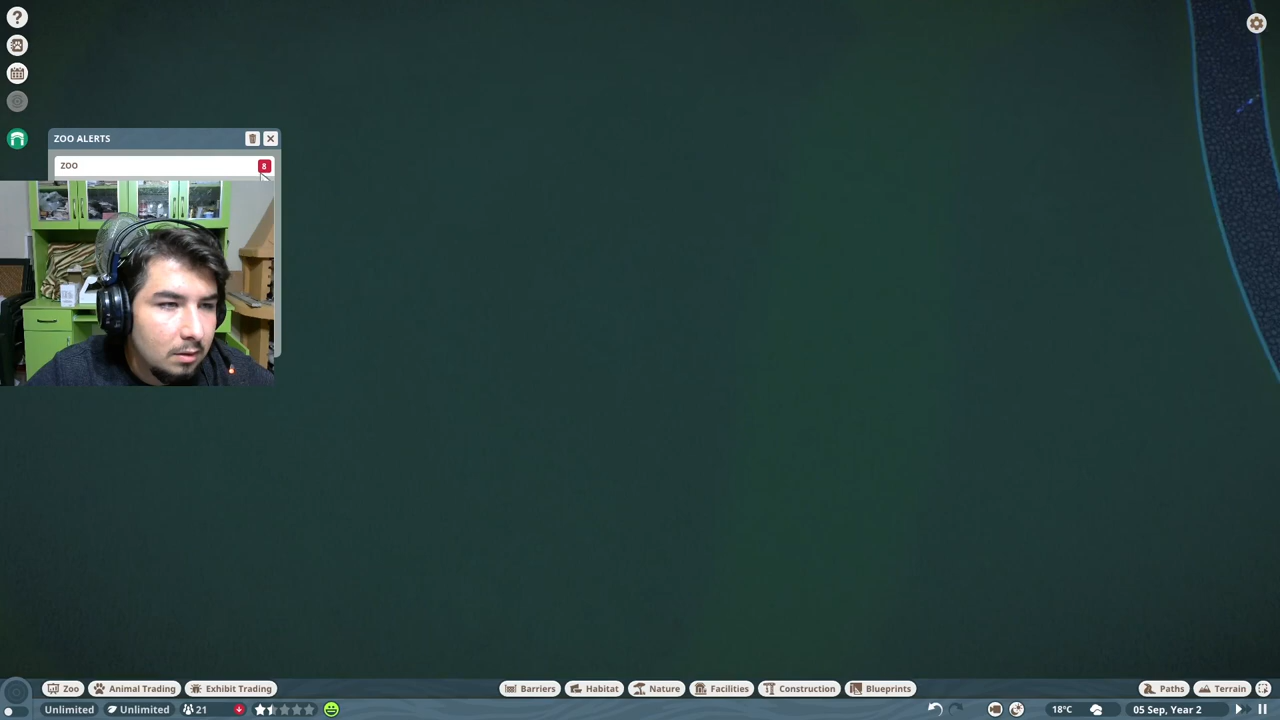 ?
ZOO ALERTS
ZOO 8
Zoo Animal Trading Exhibit Trading Barriers Habitat Nature Facilities Construction Blueprints Paths Terrain
Unlimited Unlimited 21 18°C 05 Sep, Year 2